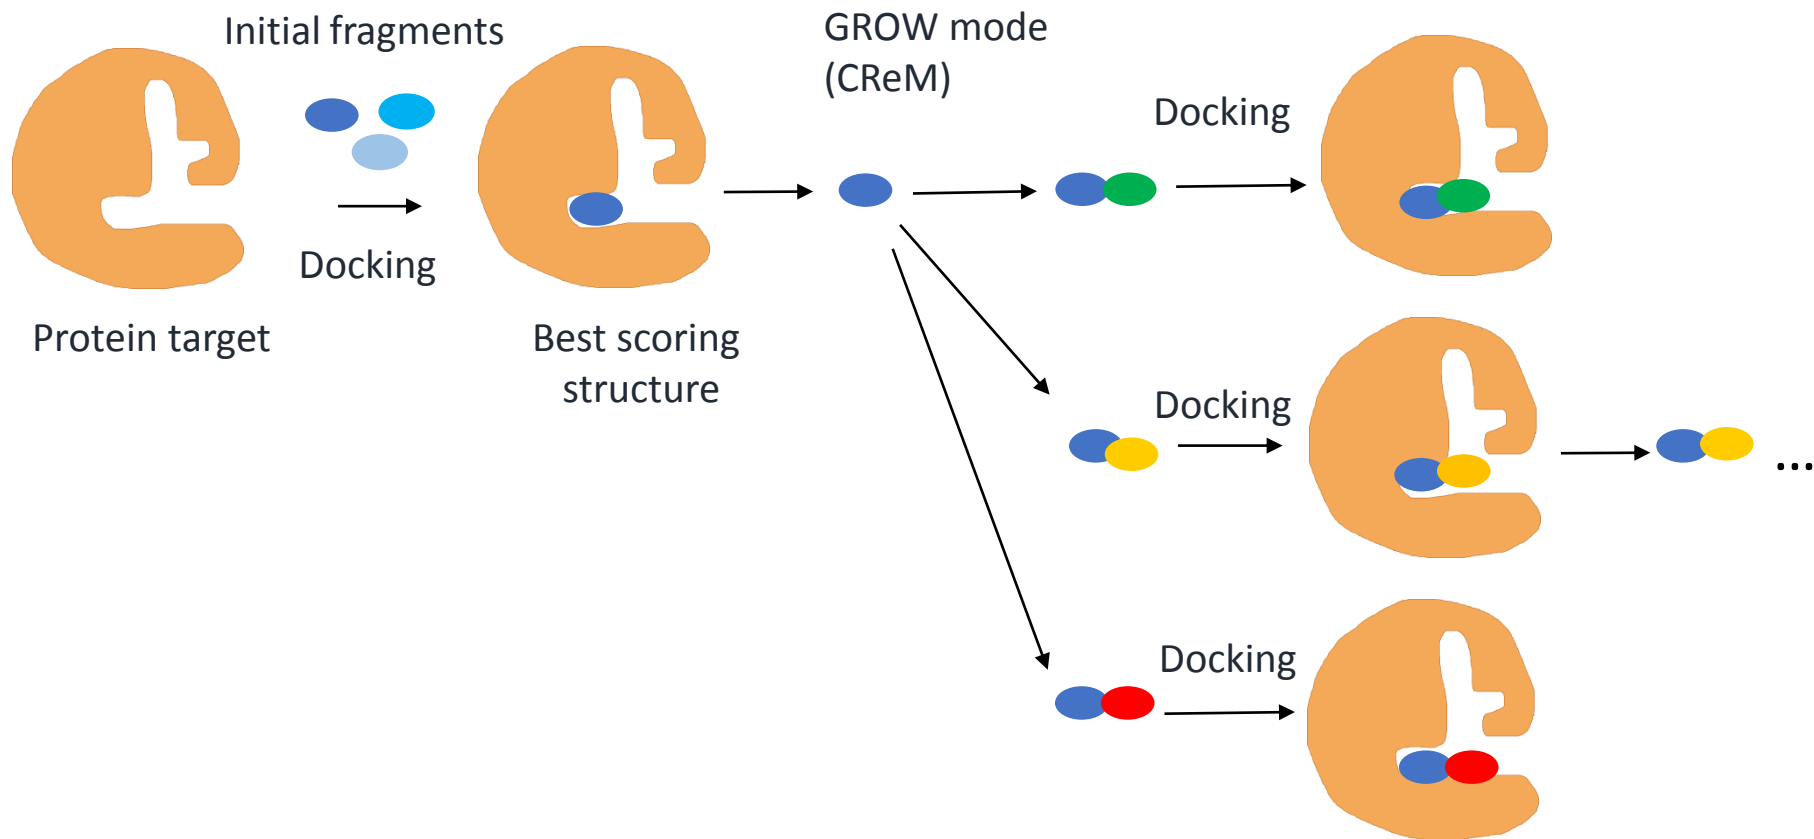 Initial fragments
GROW mode
(CReM)
Docking
Docking
Protein target
Best scoring
structure
Docking
...
Docking